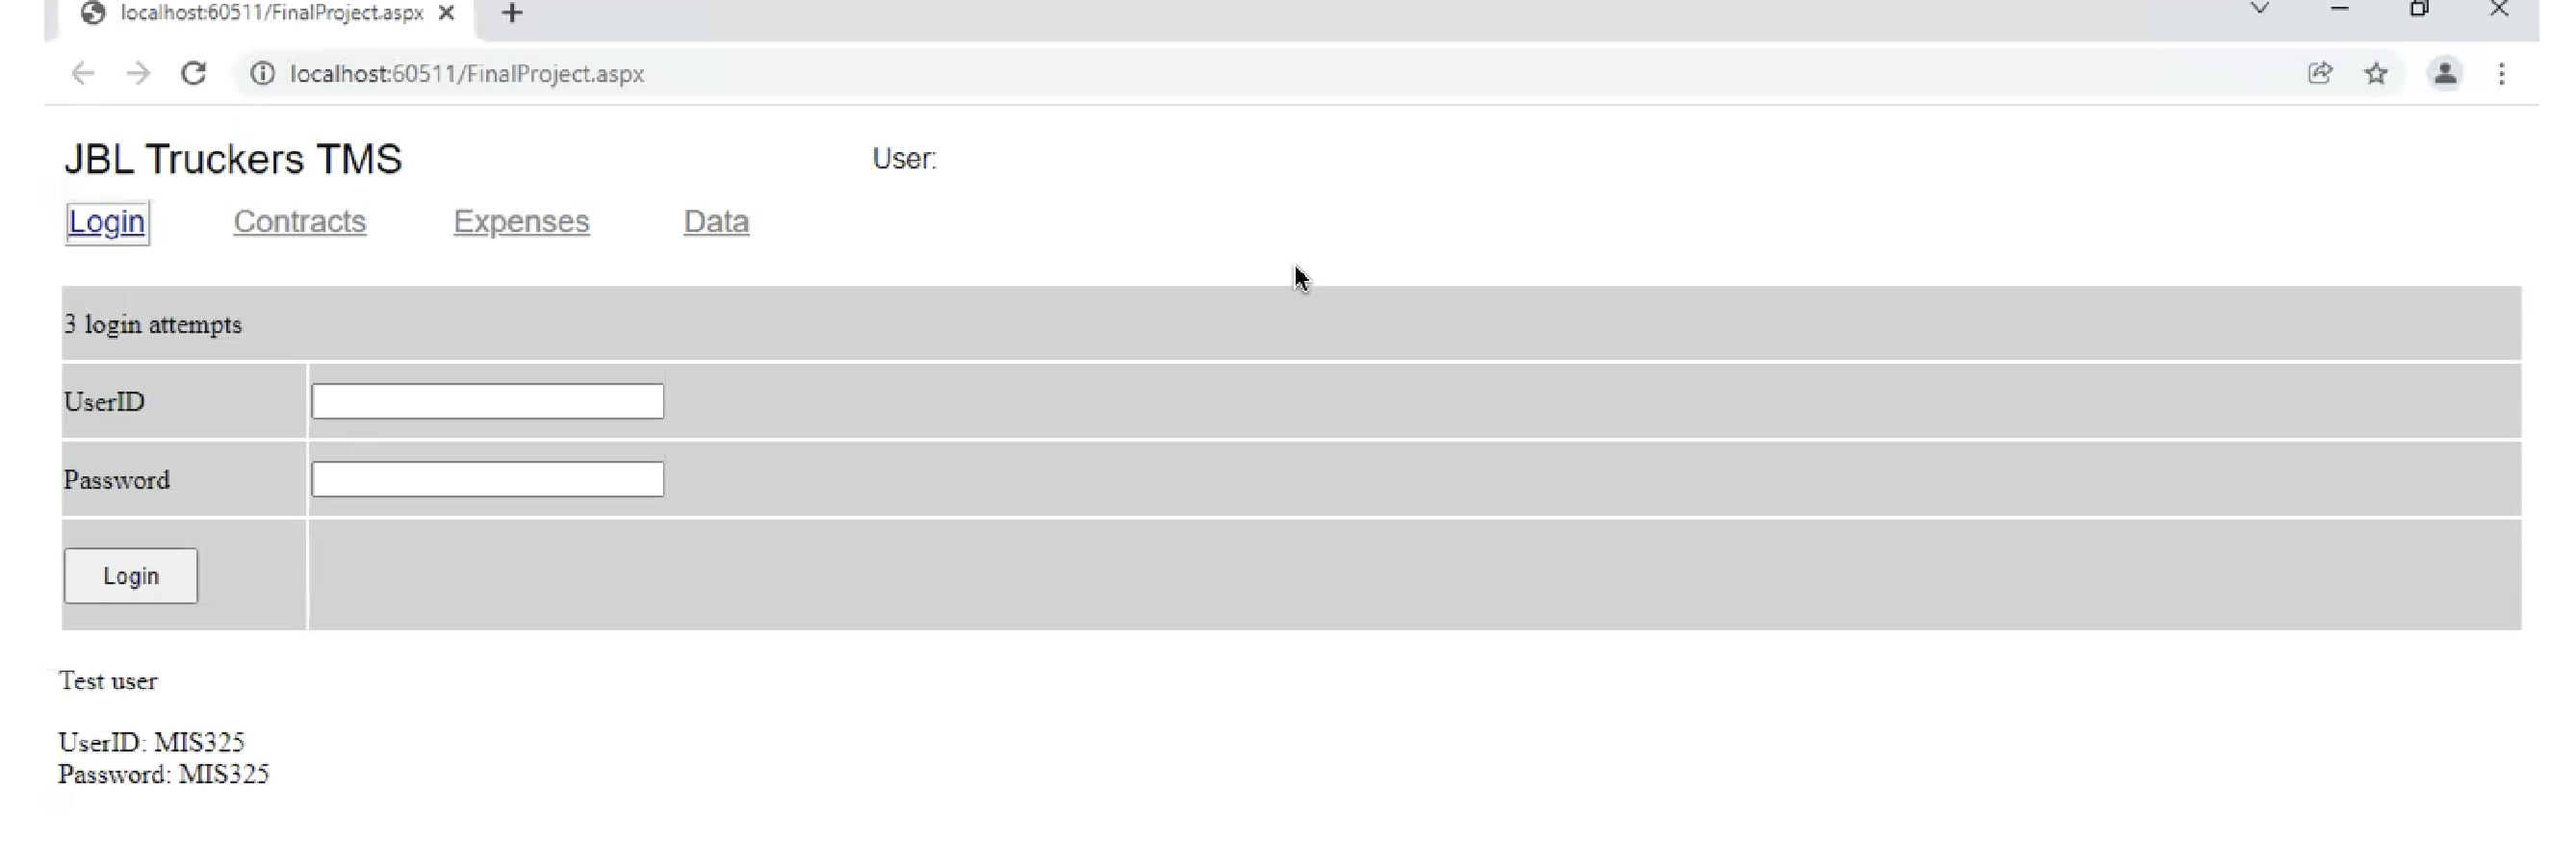 localhost:60511/FinalProject.aspx
localhost:60511/FinalProject.aspx
JBL Truckers TMS User:
Login Contracts Expenses Data
3 login attempts
UserID
Password
Login
Test user
UserID: MIS325
Password: MIS325